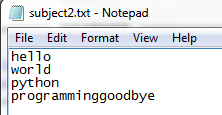 subject2.txt - Notepad
File Edit Format View Help
hello
world
python
programminggoodbye